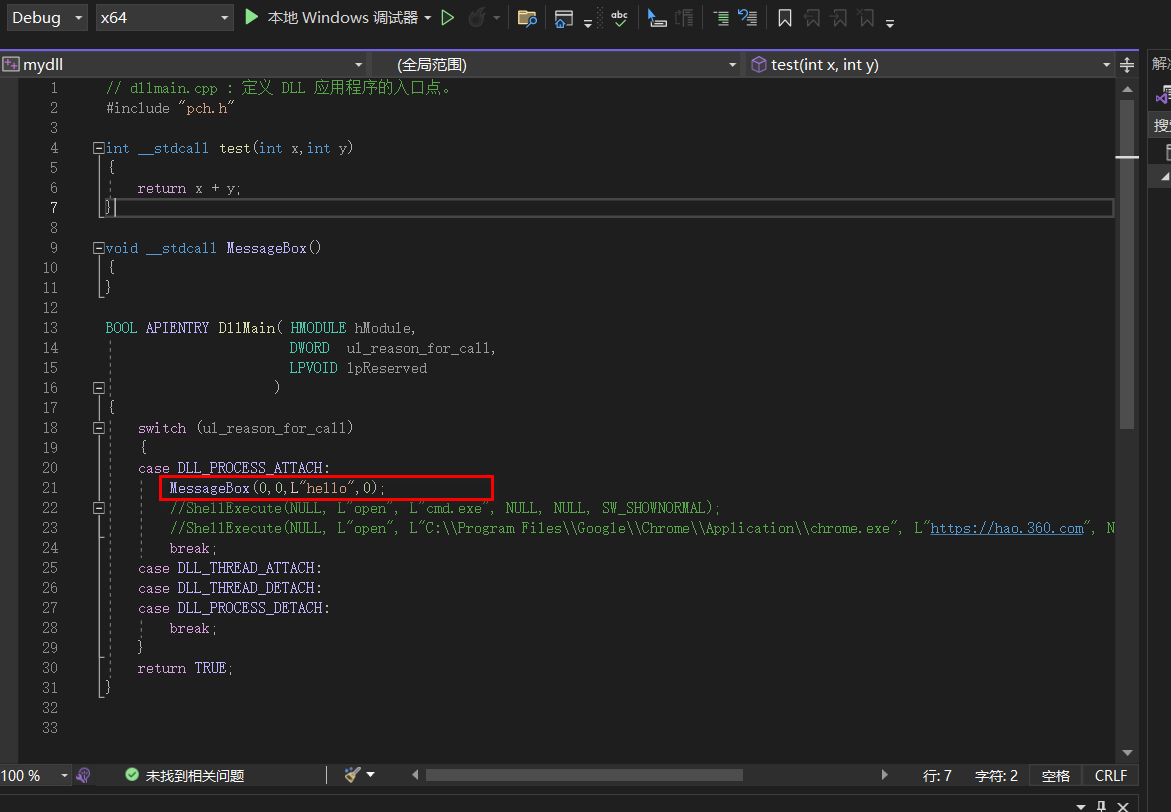 Debug x64 本地 Windows 调试器
mydll (全局范围) test(int x, int y)
1 // dllmain.cpp : 定义 DLL 应用程序的入口点。
2 #include "pch.h"
3
4 int __stdcall test(int x,int y)
5 {
6 return x + y;
7 }
8
9 void __stdcall MessageBox()
10 {
11 }
12
13 BOOL APIENTRY DllMain( HMODULE hModule,
14 DWORD ul_reason_for_call,
15 LPVOID lpReserved
16 )
17 {
18 switch (ul_reason_for_call)
19 {
20 case DLL_PROCESS_ATTACH:
21 MessageBox(0,0,L"hello",0);
22 //ShellExecute(NULL, L"open", L"cmd.exe", NULL, NULL, SW_SHOWNORMAL);
23 //ShellExecute(NULL, L"open", L"C:\\Program Files\\Google\\Chrome\\Application\\chrome.exe", L"https://hao.360.com", N
24 break;
25 case DLL_THREAD_ATTACH:
26 case DLL_THREAD_DETACH:
27 case DLL_PROCESS_DETACH:
28 break;
29 }
30 return TRUE;
31 }
32
33
100 % 未找到相关问题 行: 7 字符: 2 空格 CRLF